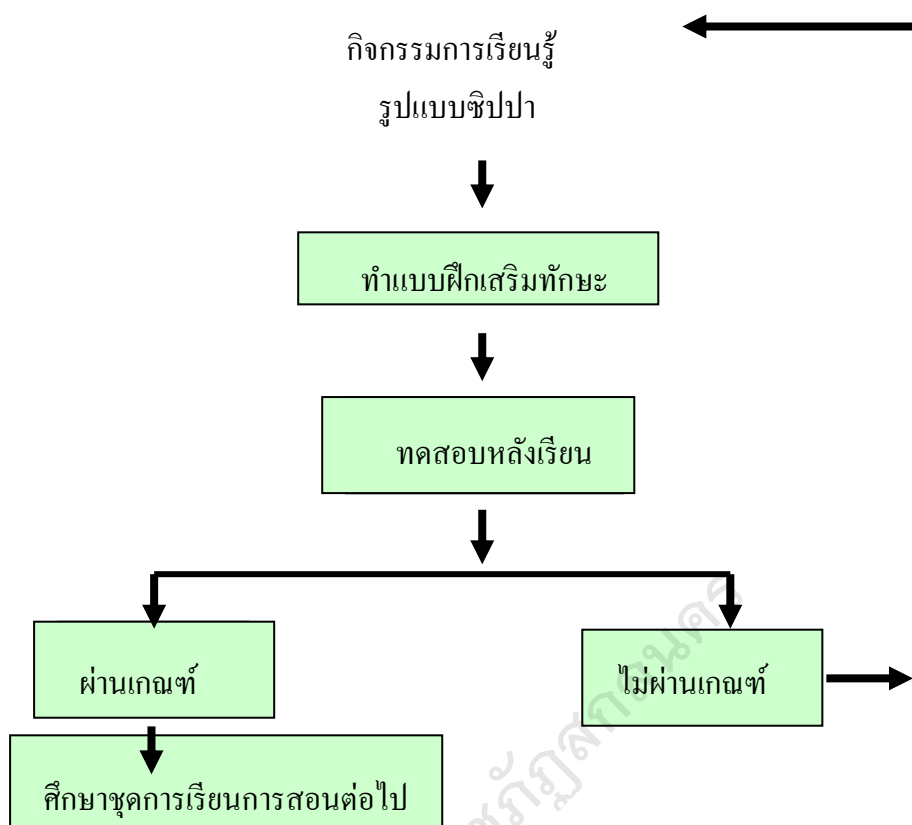 กิจกรรมการเรียนรู้
รูปแบบซิปปา
ทำแบบฝึกเสริมทักษะ
ทดสอบหลังเรียน
ผ่านเกณฑ์
ไม่ผ่านเกณฑ์
ศึกษาชุดการเรียนการสอนต่อไป